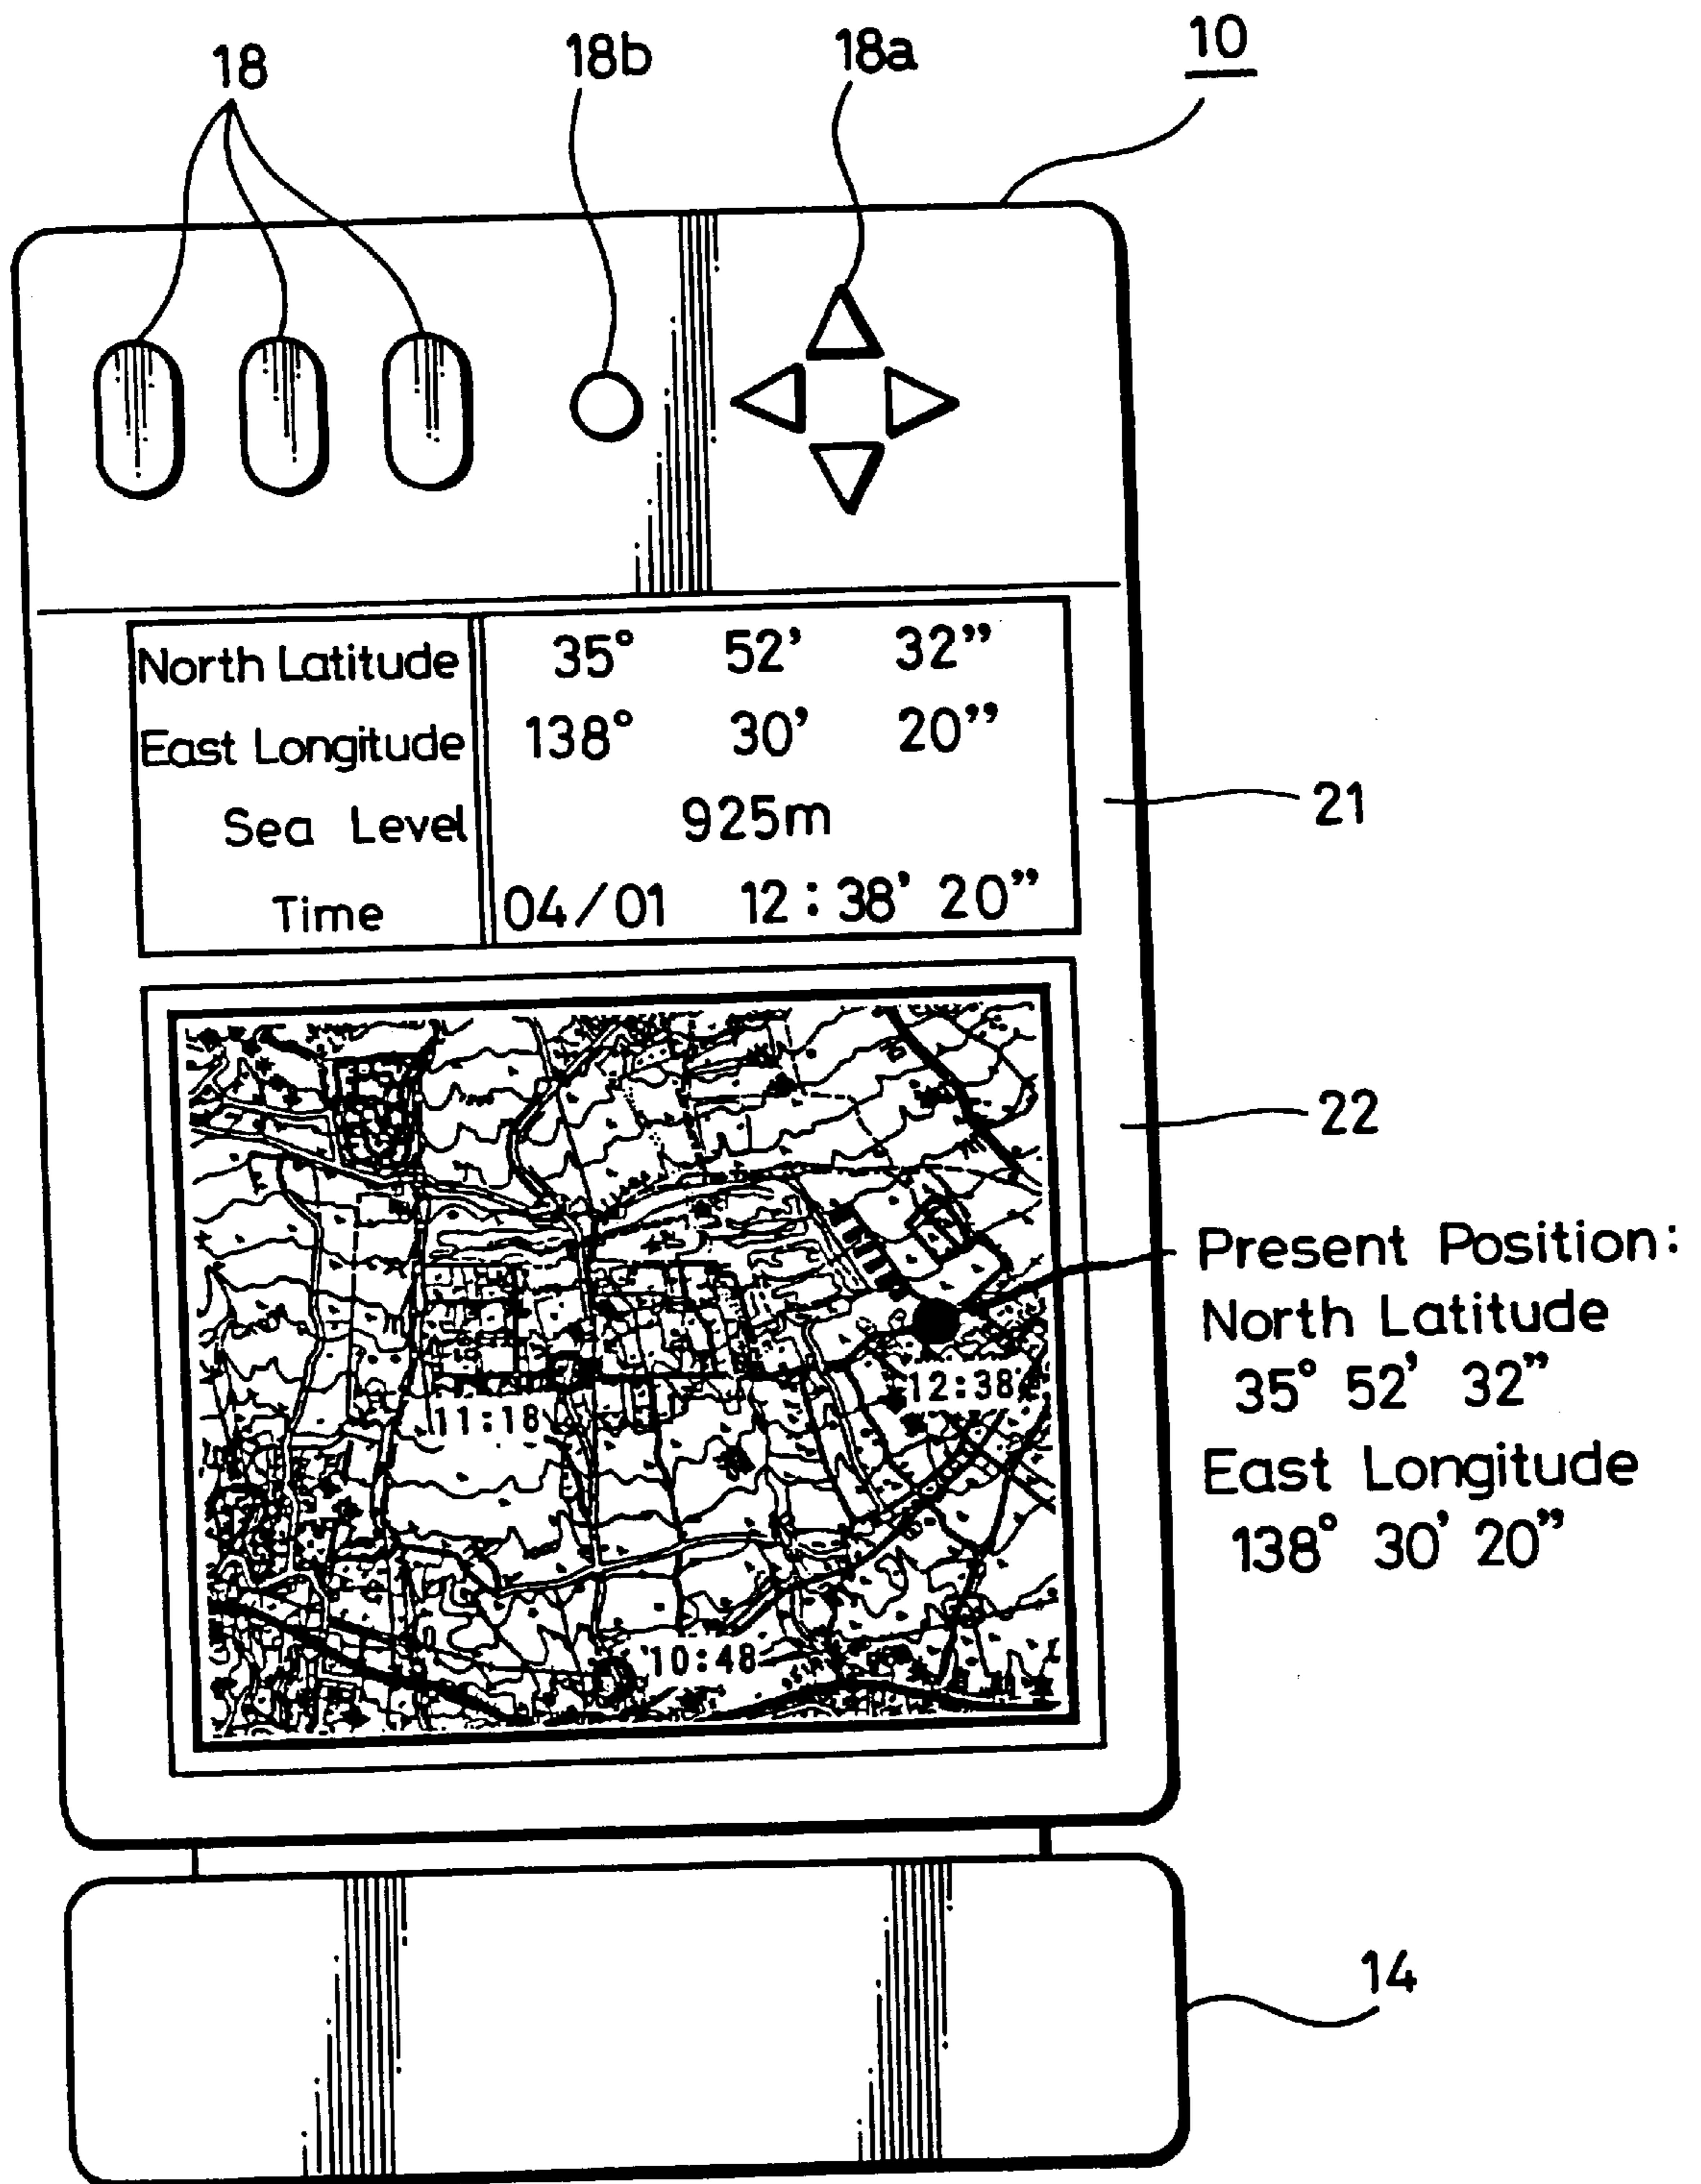 18 18b 18a 10
North Latitude 35° 52' 32"
East Longitude 138° 30' 20"
Sea Level 925m
21
Time 04/01 12:38' 20"
22
Present Position:
North Latitude
35° 52' 32"
12:38
11:18
East Longitude
138° 30' 20"
10:48
14